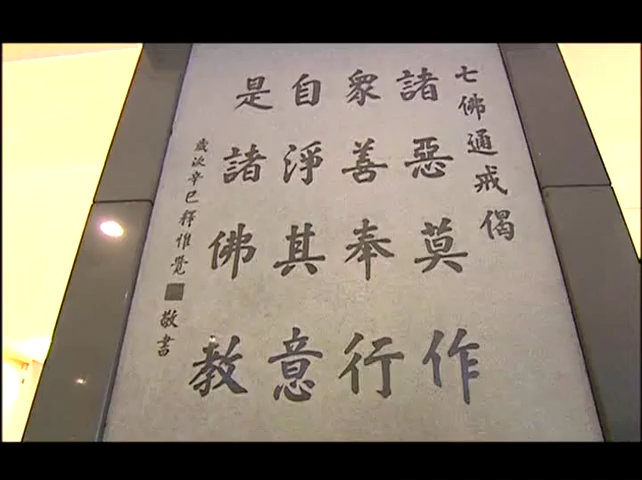 七佛通戒偈
諸惡莫作
衆善奉行
自淨其意
是諸佛教
歲次辛巳釋惟覺
敬書